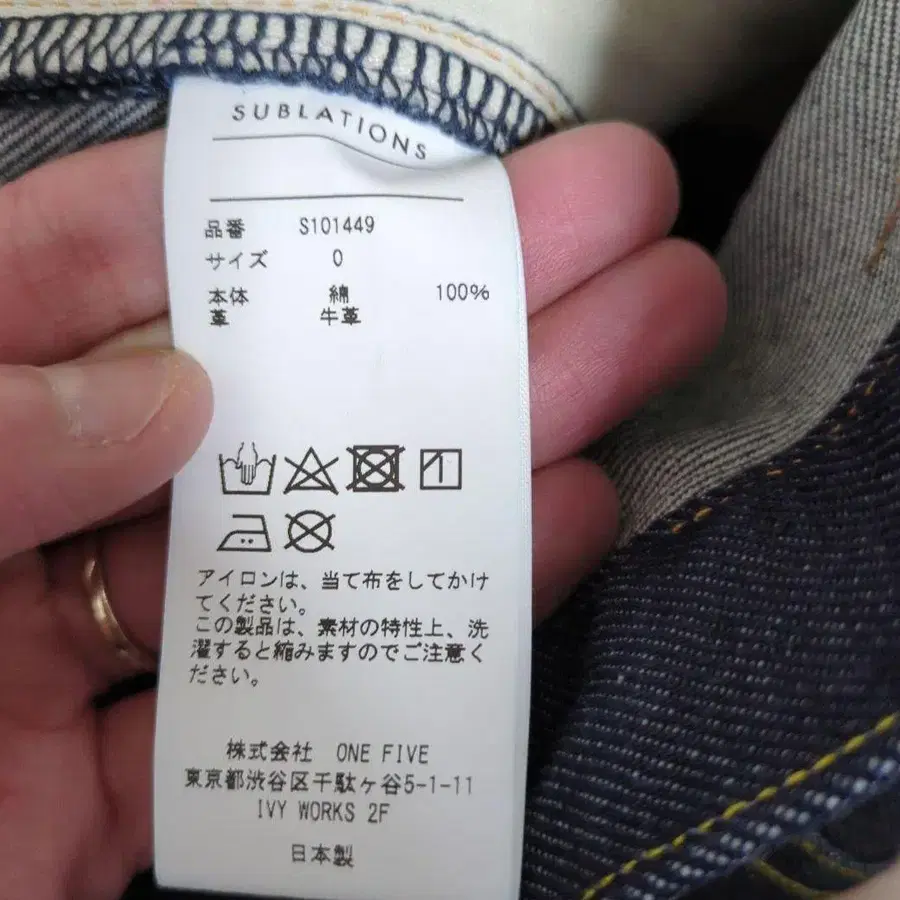 SUBLATIONS
品番 S101449
サイズ 0
本体 綿 100%
革 牛革
アイロンは、当て布をしてかけ
てください。
この製品は、素材の特性上、洗
濯すると縮みますのでご注意く
ださい。
株式会社 ONE FIVE
東京都渋谷区千駄ヶ谷5-1-11
IVY WORKS 2F
日本製